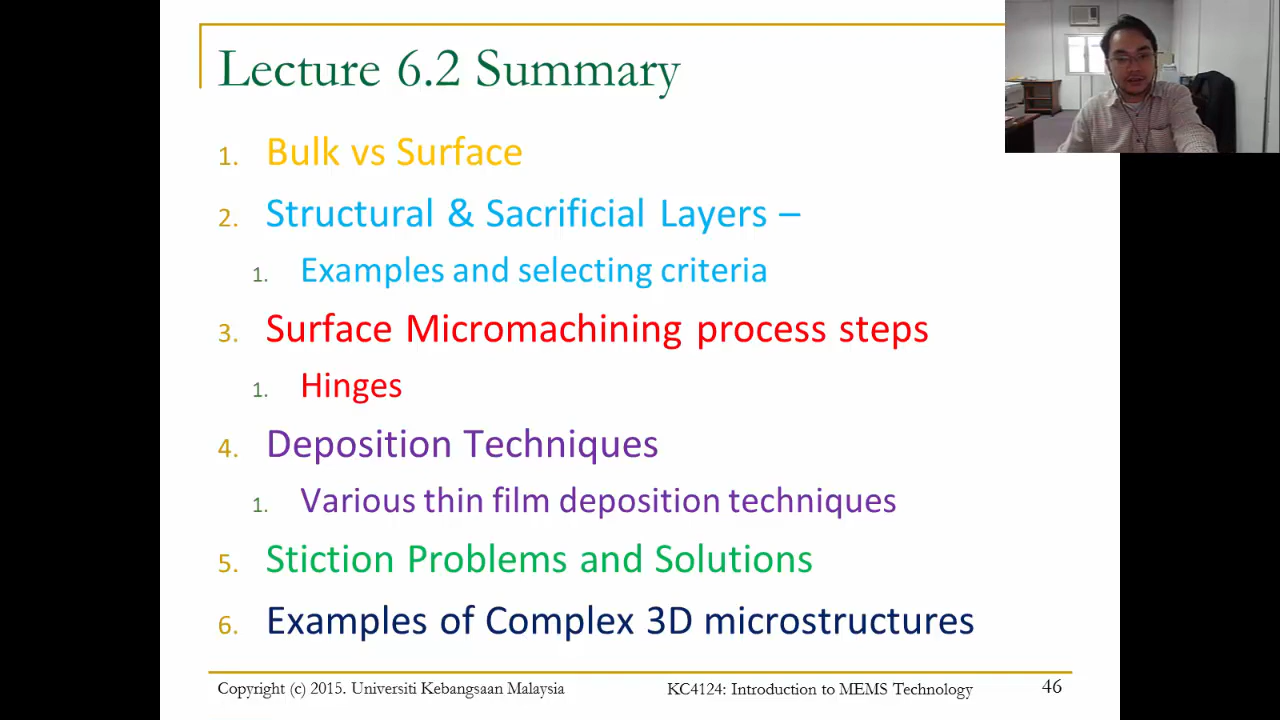 Lecture 6.2 Summary
1. Bulk vs Surface
2. Structural & Sacrificial Layers –
1. Examples and selecting criteria
3. Surface Micromachining process steps
1. Hinges
4. Deposition Techniques
1. Various thin film deposition techniques
5. Stiction Problems and Solutions
6. Examples of Complex 3D microstructures
Copyright (c) 2015. Universiti Kebangsaan Malaysia KC4124: Introduction to MEMS Technology 46